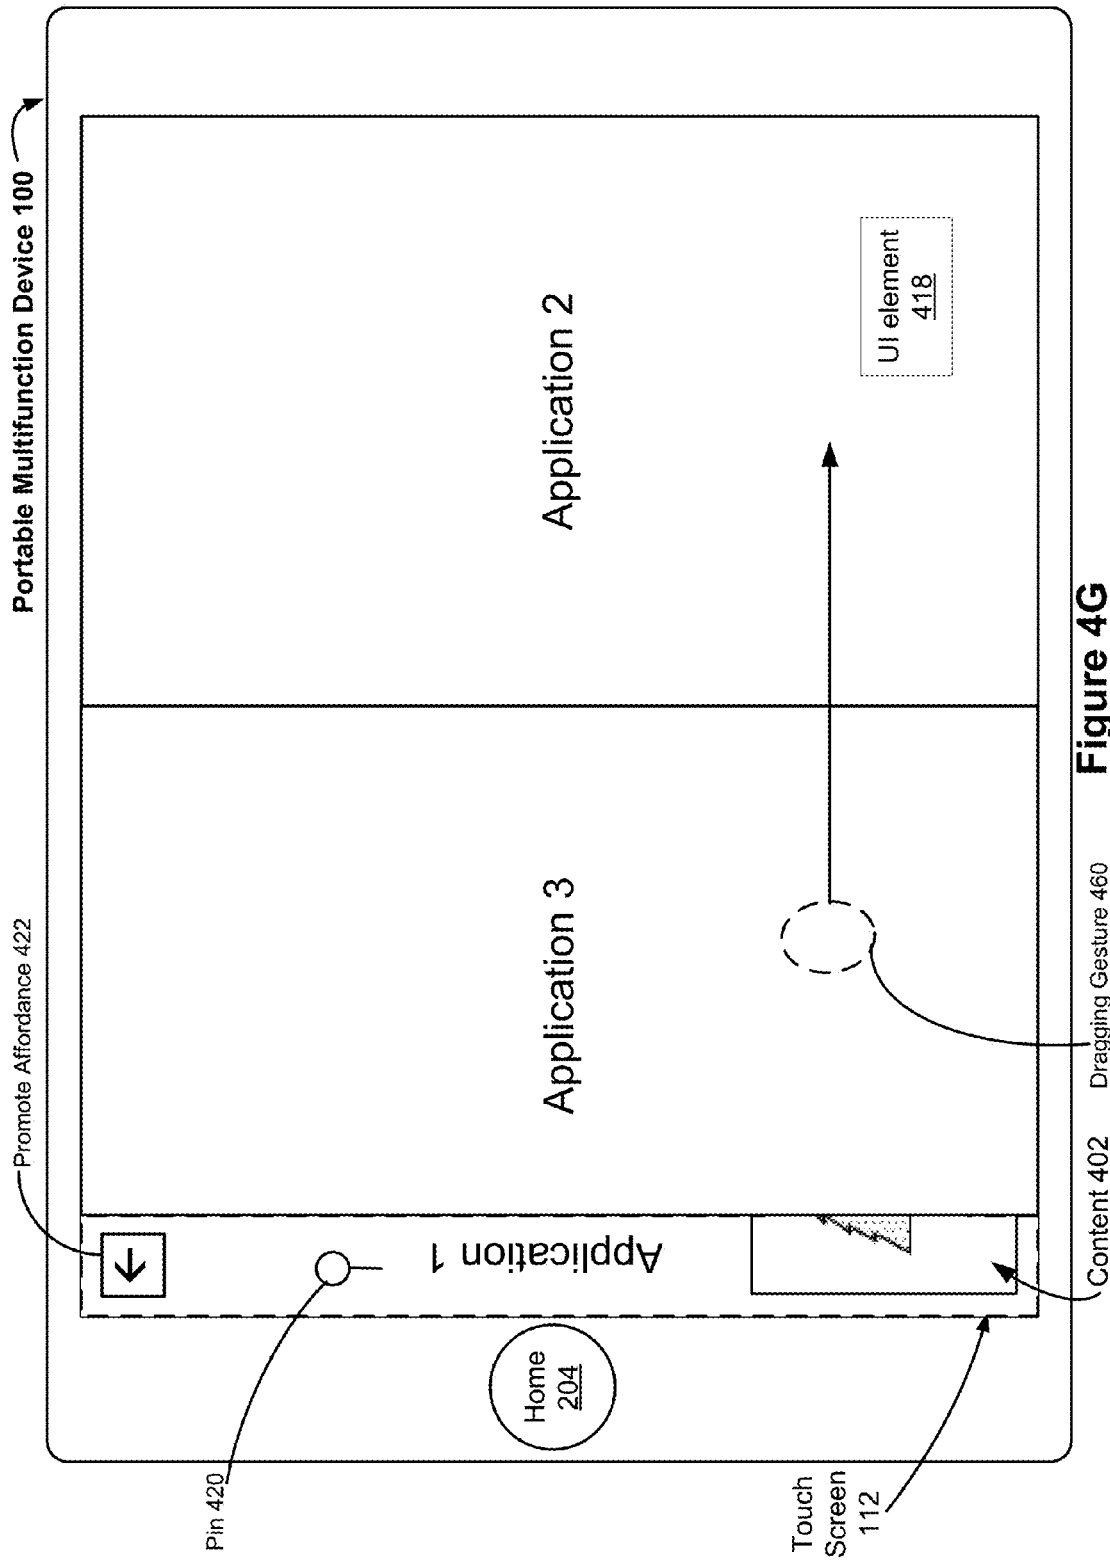 Portable Multifunction Device 100
Promote Affordance 422
Pin 420
Home
204
Application 1
Application 3
Application 2
UI element
418
Touch
Screen
112
Content 402
Dragging Gesture 460
Figure 4G